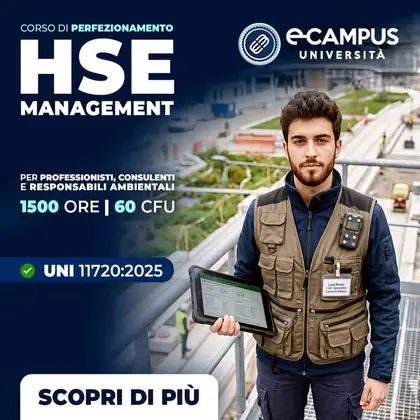 CORSO DI PERFEZIONAMENTO
HSE
MANAGEMENT
e-CAMPUS
UNIVERSITÀ
PER PROFESSIONISTI, CONSULENTI
E RESPONSABILI AMBIENTALI
1500 ORE | 60 CFU
UNI 11720:2025
SCOPRI DI PIÙ